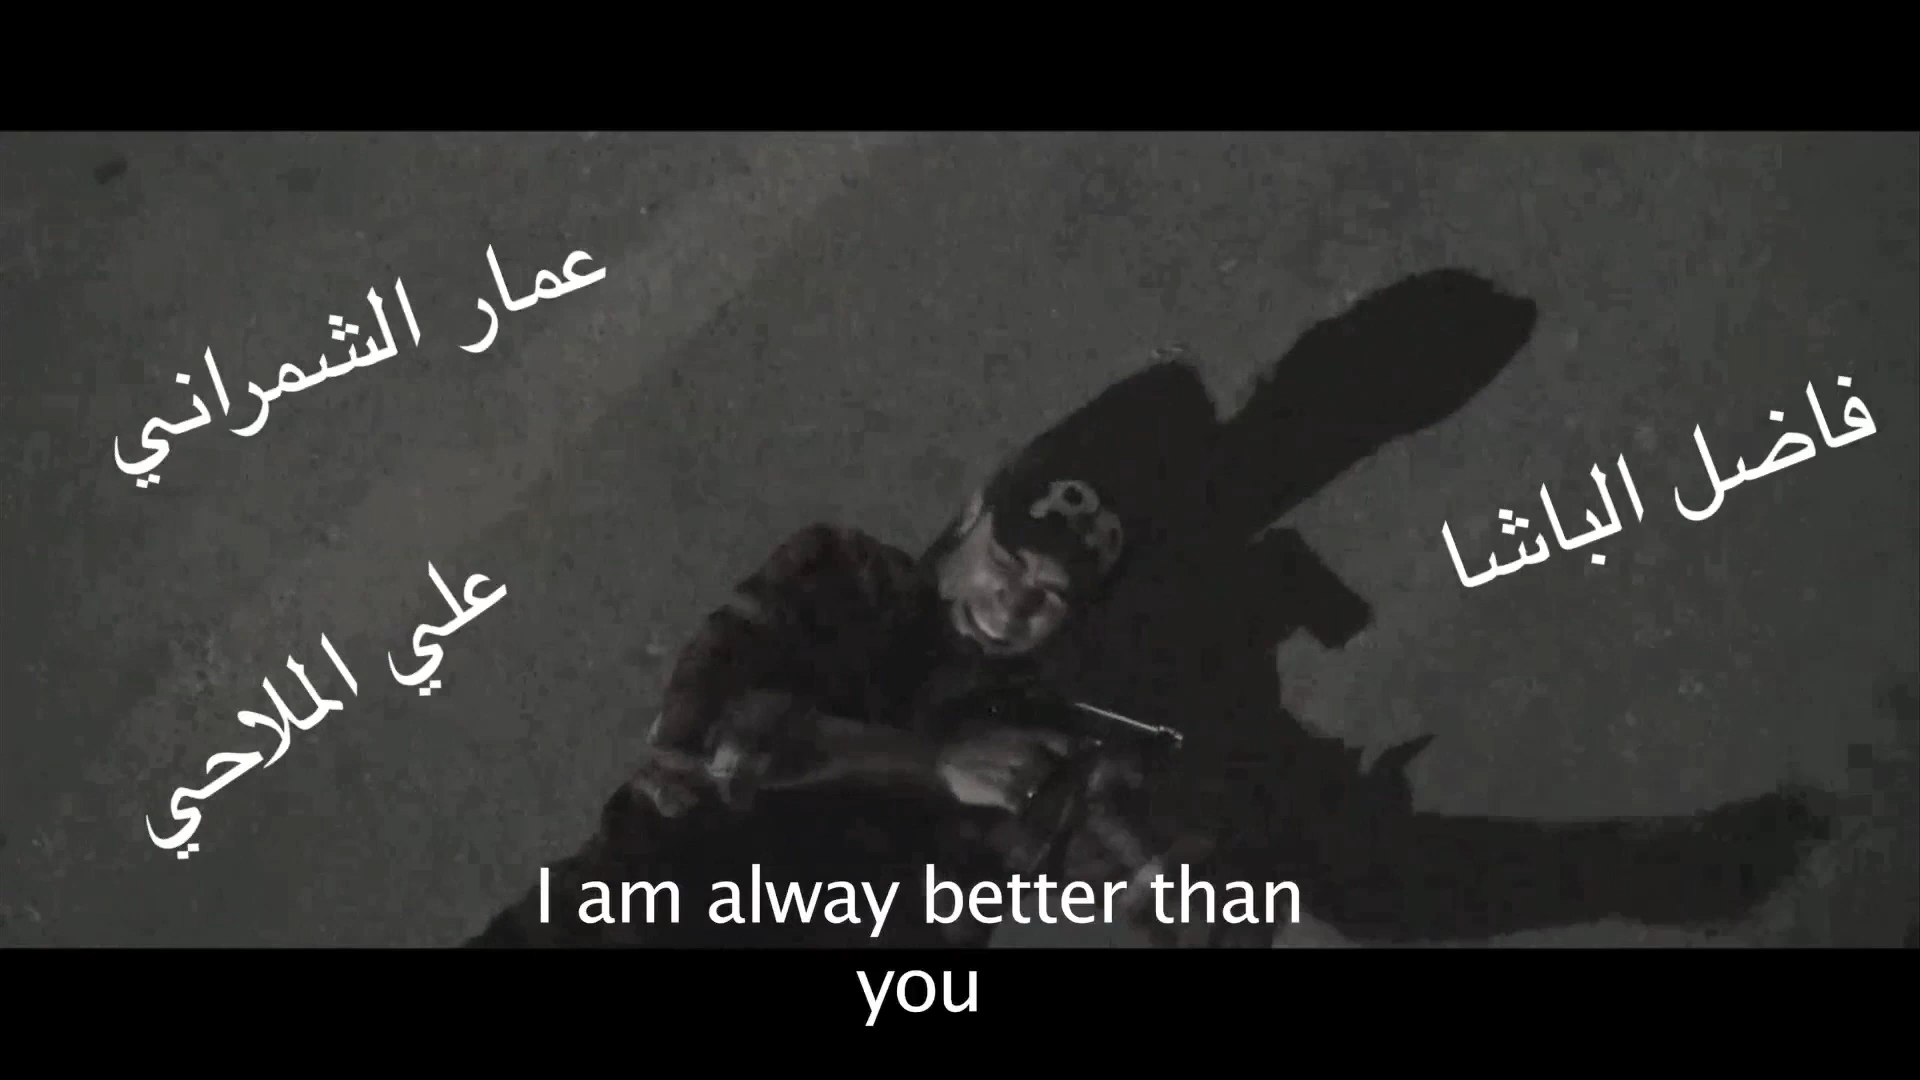 عمار الشمراني
فاضل الباشا
علي الملاحي
I am alway better than
you